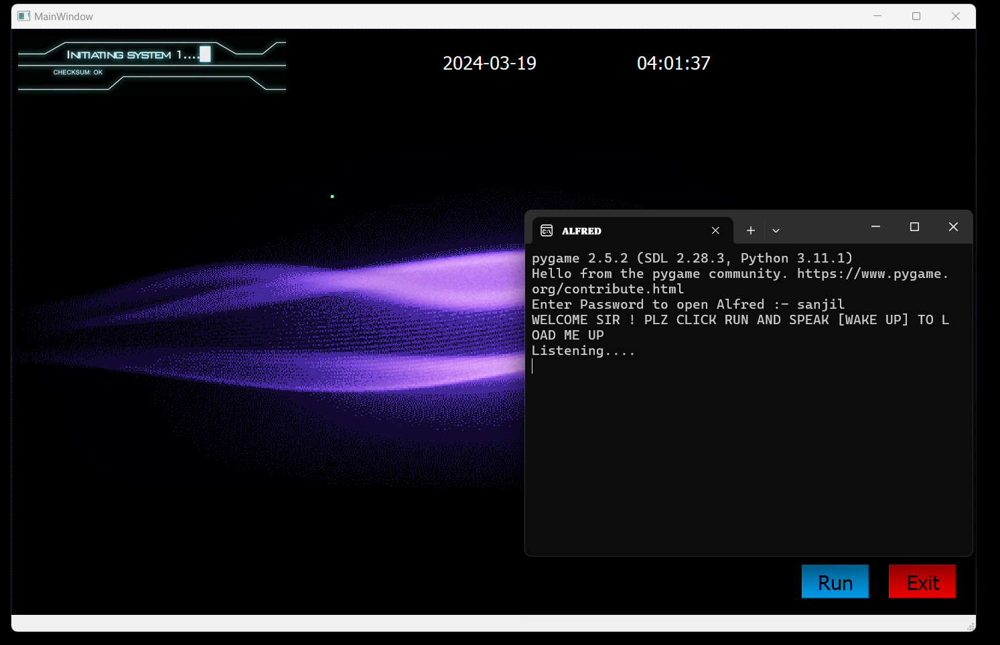 MainWindow
INITIATING SYSTEM 1....
CHECKSUM: OK
2024-03-19
04:01:37
ALFRED
pygame 2.5.2 (SDL 2.28.3, Python 3.11.1)
Hello from the pygame community. https://www.pygame.
org/contribute.html
Enter Password to open Alfred :- sanjil
WELCOME SIR ! PLZ CLICK RUN AND SPEAK [WAKE UP] TO L
OAD ME UP
Listening....
Run
Exit